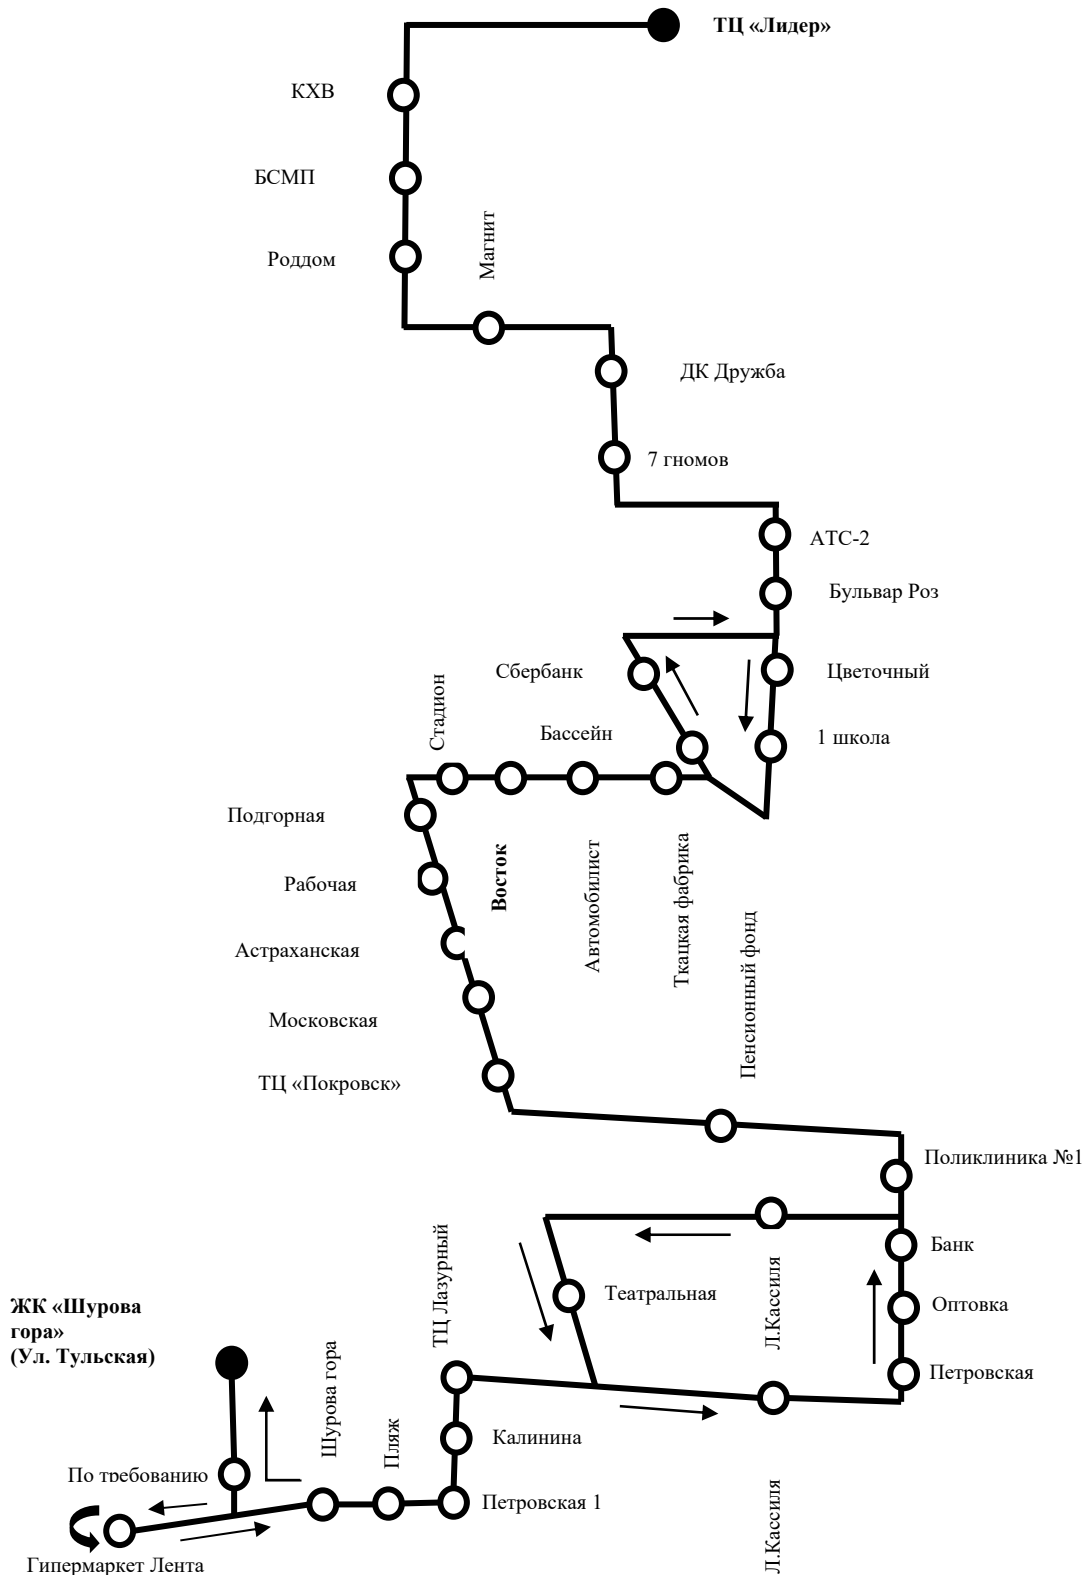 ТЦ «Лидер»
КХВ
БСМП
Роддом
Магнит
ДК Дружба
7 гномов
АТС-2
Бульвар Роз
Сбербанк
Цветочный
Стадион
Бассейн
1 школа
Подгорная
Восток
Автомобилист
Ткацкая фабрика
Рабочая
Пенсионный фонд
Астраханская
Московская
ТЦ «Покровск»
Поликлиника №1
ТЦ Лазурный
Банк
Л.Кассиля
Театральная
Оптовка
ЖК «Шурова
гора»
(Ул. Тульская)
Шурова гора
Петровская
Пляж
Калинина
По требованию
Петровская 1
Л.Кассиля
Гипермаркет Лента